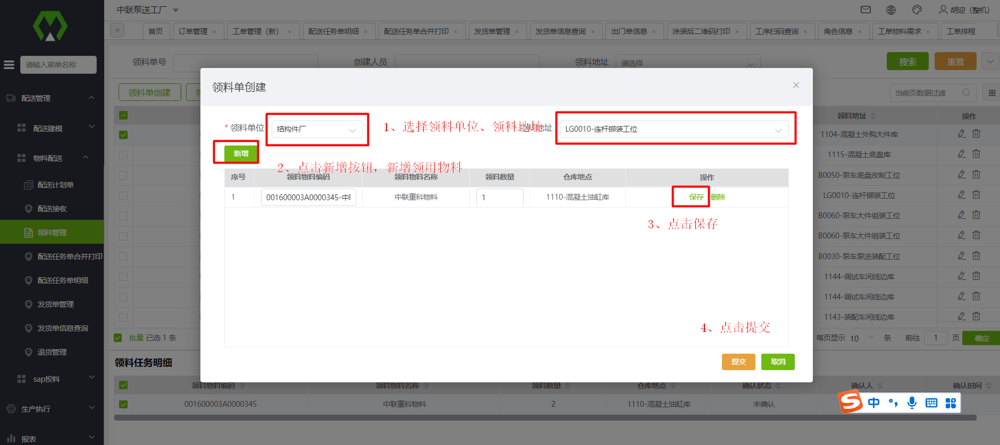 中联泵送工厂
胡迎（整机）
首页
订单管理 ×
工单管理（新） ×
配送任务单明细 ×
配送任务单合并打印 ×
发货单管理 ×
发货单信息查询 ×
出门单信息 ×
涂装后二维码打印 ×
工序扫码查询 ×
角色信息 ×
工单物料需求 ×
工单排程
请输入菜单名称
配送管理
配送建模
物料配送
配送计划单
配送接收
领料管理
配送任务单合并打印
配送任务单明细
发货单管理
发货单信息查询
退货管理
sap投料
生产执行
报表
领料单号
创建人员
领料地址
请选择
搜索
重置
领料单创建
当前页数据过滤
领料单创建
* 领料单位
结构件厂
1、选择领料单位、领料地址
地址
LG0010-连杆铆装工位
新增
2、点击新增按钮，新增领用物料
序号 领料物料编码 领料物料名称 领料数量 仓库地点 操作
1 001600003A0000345-中 中联重科物料 1 1110-混凝土油缸库 保存 删除
3、点击保存
4、点击提交
提交
取消
领料地址 操作
1104-混凝土外购大件库
1115-混凝土底盘库
B0050-泵车底盘改制工位
LG0010-连杆铆装工位
B0060-泵车大件组装工位
B0060-泵车大件组装工位
B0030-泵车泵送装配工位
1144-调试车间线边库
1144-调试车间线边库
1143-装配车间线边库
批量 已选 1 条
每页显示 10 条 前往 1 页 确定
领料任务明细
领料物料编码 领料物料名称 领料数量 仓库地点 确认状态 确认人 确认时间
001600003A0000345 中联重科物料 2 1110-混凝土油缸库 未确认
S 中